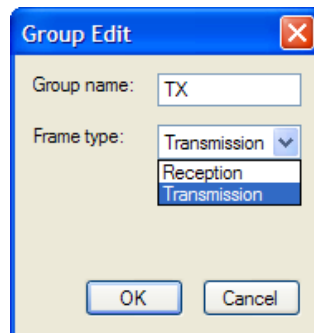 Group Edit
Group name: TX
Frame type: Transmission
Reception
Transmission
OK Cancel